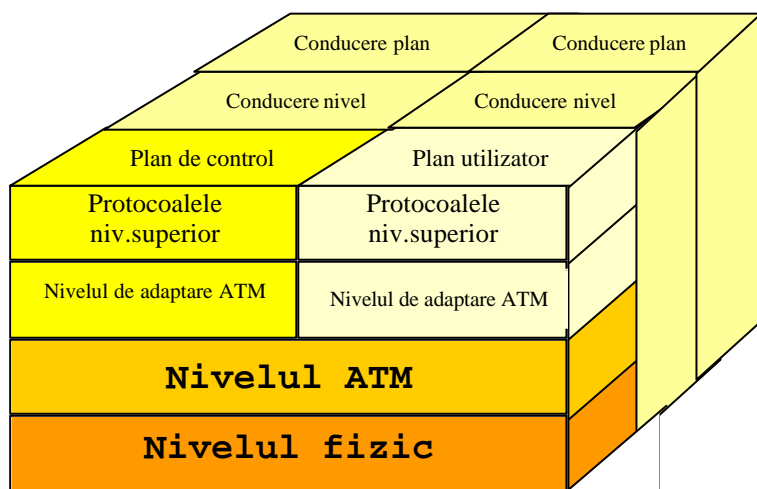 Conducere plan
Conducere plan
Conducere nivel
Conducere nivel
Plan de control
Plan utilizator
Protocoalele
niv.superior
Protocoalele
niv.superior
Nivelul de adaptare ATM
Nivelul de adaptare ATM
Nivelul ATM
Nivelul fizic